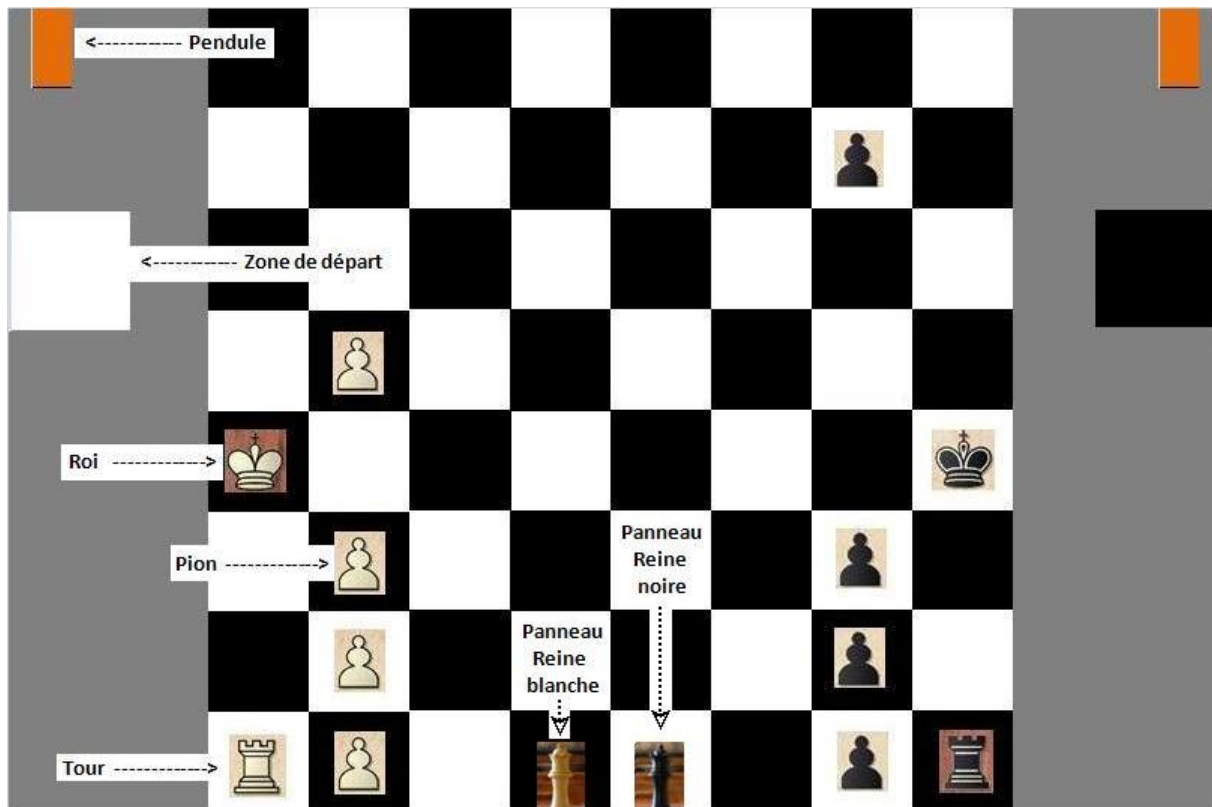 <----------- Pendule
<------------ Zone de départ
Roi ------------>
Pion ----------->
Panneau
Reine
noire
Panneau
Reine
blanche
Tour ------------>